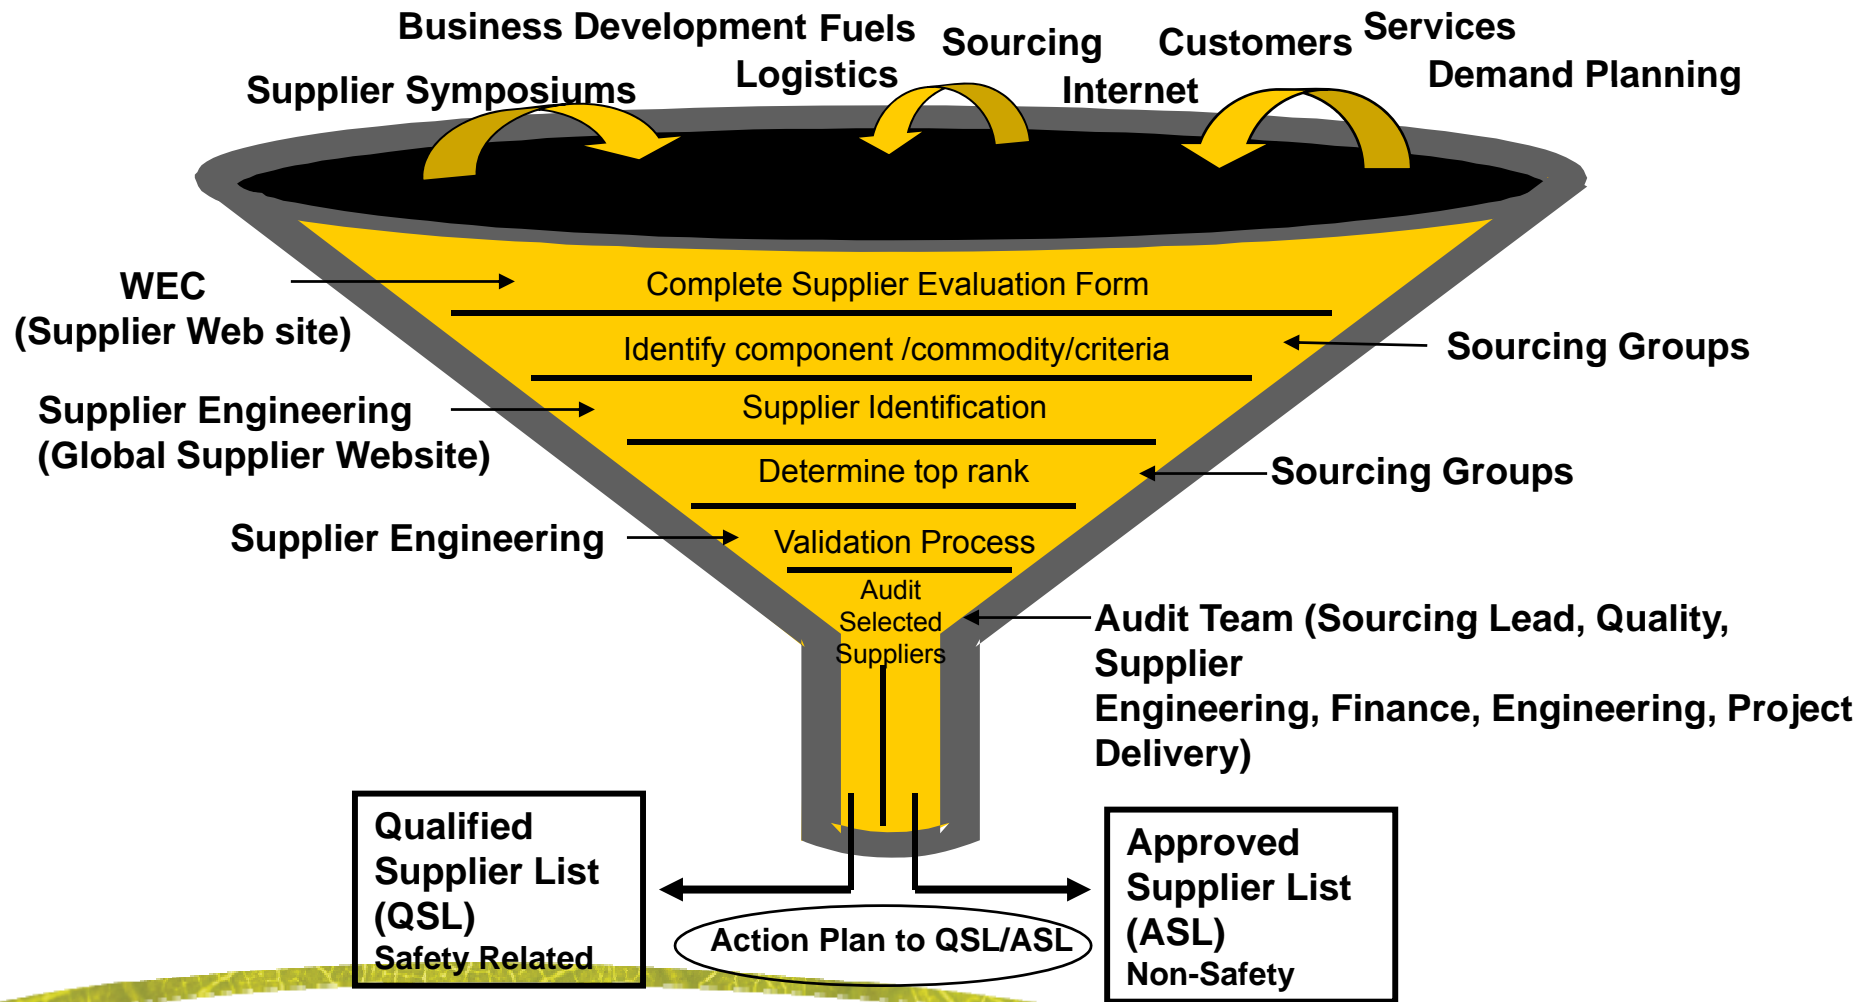 Business Development Fuels
Sourcing
Customers
Services
Supplier Symposiums
Logistics
Internet
Demand Planning
WEC
(Supplier Web site)
Complete Supplier Evaluation Form
Identify component /commodity/criteria
Sourcing Groups
Supplier Engineering
(Global Supplier Website)
Supplier Identification
Determine top rank
Sourcing Groups
Supplier Engineering
Validation Process
Audit
Selected
Suppliers
Audit Team (Sourcing Lead, Quality,
Supplier
Engineering, Finance, Engineering, Project
Delivery)
Qualified
Supplier List
(QSL)
Safety Related
Action Plan to QSL/ASL
Approved
Supplier List
(ASL)
Non-Safety